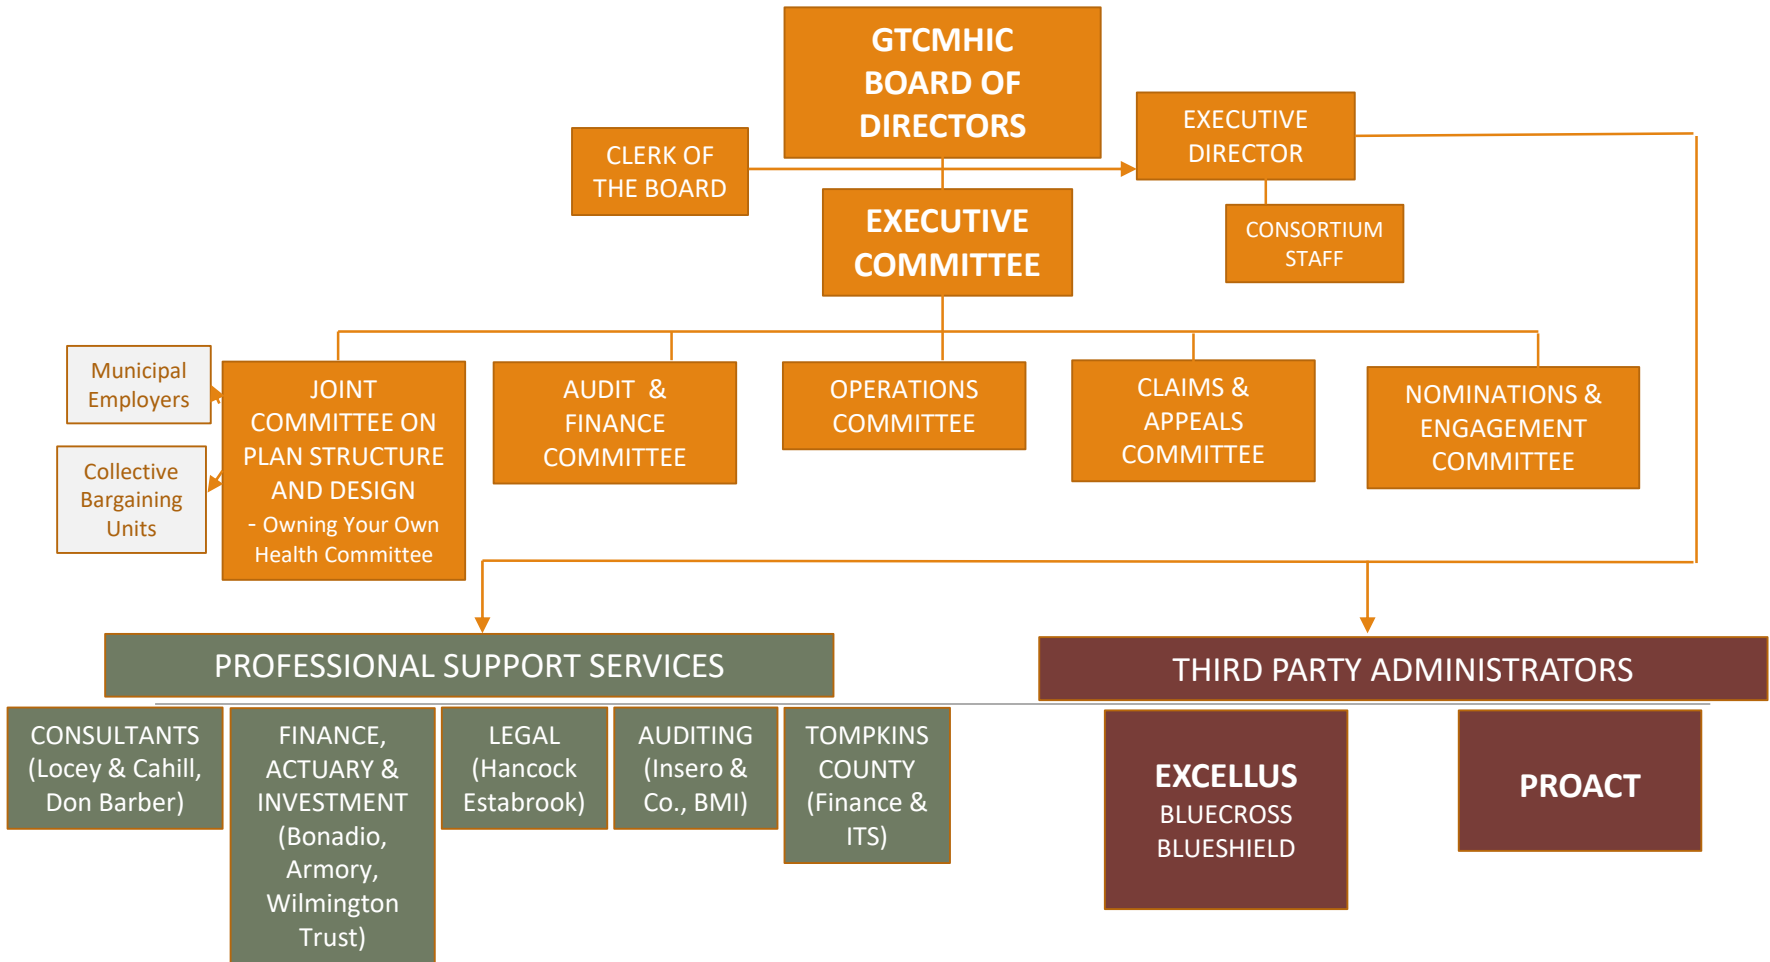 GTCMHIC
BOARD OF
DIRECTORS
EXECUTIVE
DIRECTOR
CLERK OF
THE BOARD
EXECUTIVE
COMMITTEE
CONSORTIUM
STAFF
Municipal
Employers
Collective
Bargaining
Units
JOINT
COMMITTEE ON
PLAN STRUCTURE
AND DESIGN
- Owning Your Own
Health Committee
AUDIT & 
FINANCE
COMMITTEE
OPERATIONS
COMMITTEE
CLAIMS &
APPEALS
COMMITTEE
NOMINATIONS &
ENGAGEMENT
COMMITTEE
PROFESSIONAL SUPPORT SERVICES
THIRD PARTY ADMINISTRATORS
CONSULTANTS
(Locey & Cahill,
Don Barber)
FINANCE,
ACTUARY &
INVESTMENT
(Bonadio,
Armory,
Wilmington
Trust)
LEGAL
(Hancock
Estabrook)
AUDITING
(Insero &
Co., BMI)
TOMPKINS
COUNTY
(Finance &
ITS)
EXCELLUS
BLUECROSS
BLUESHIELD
PROACT